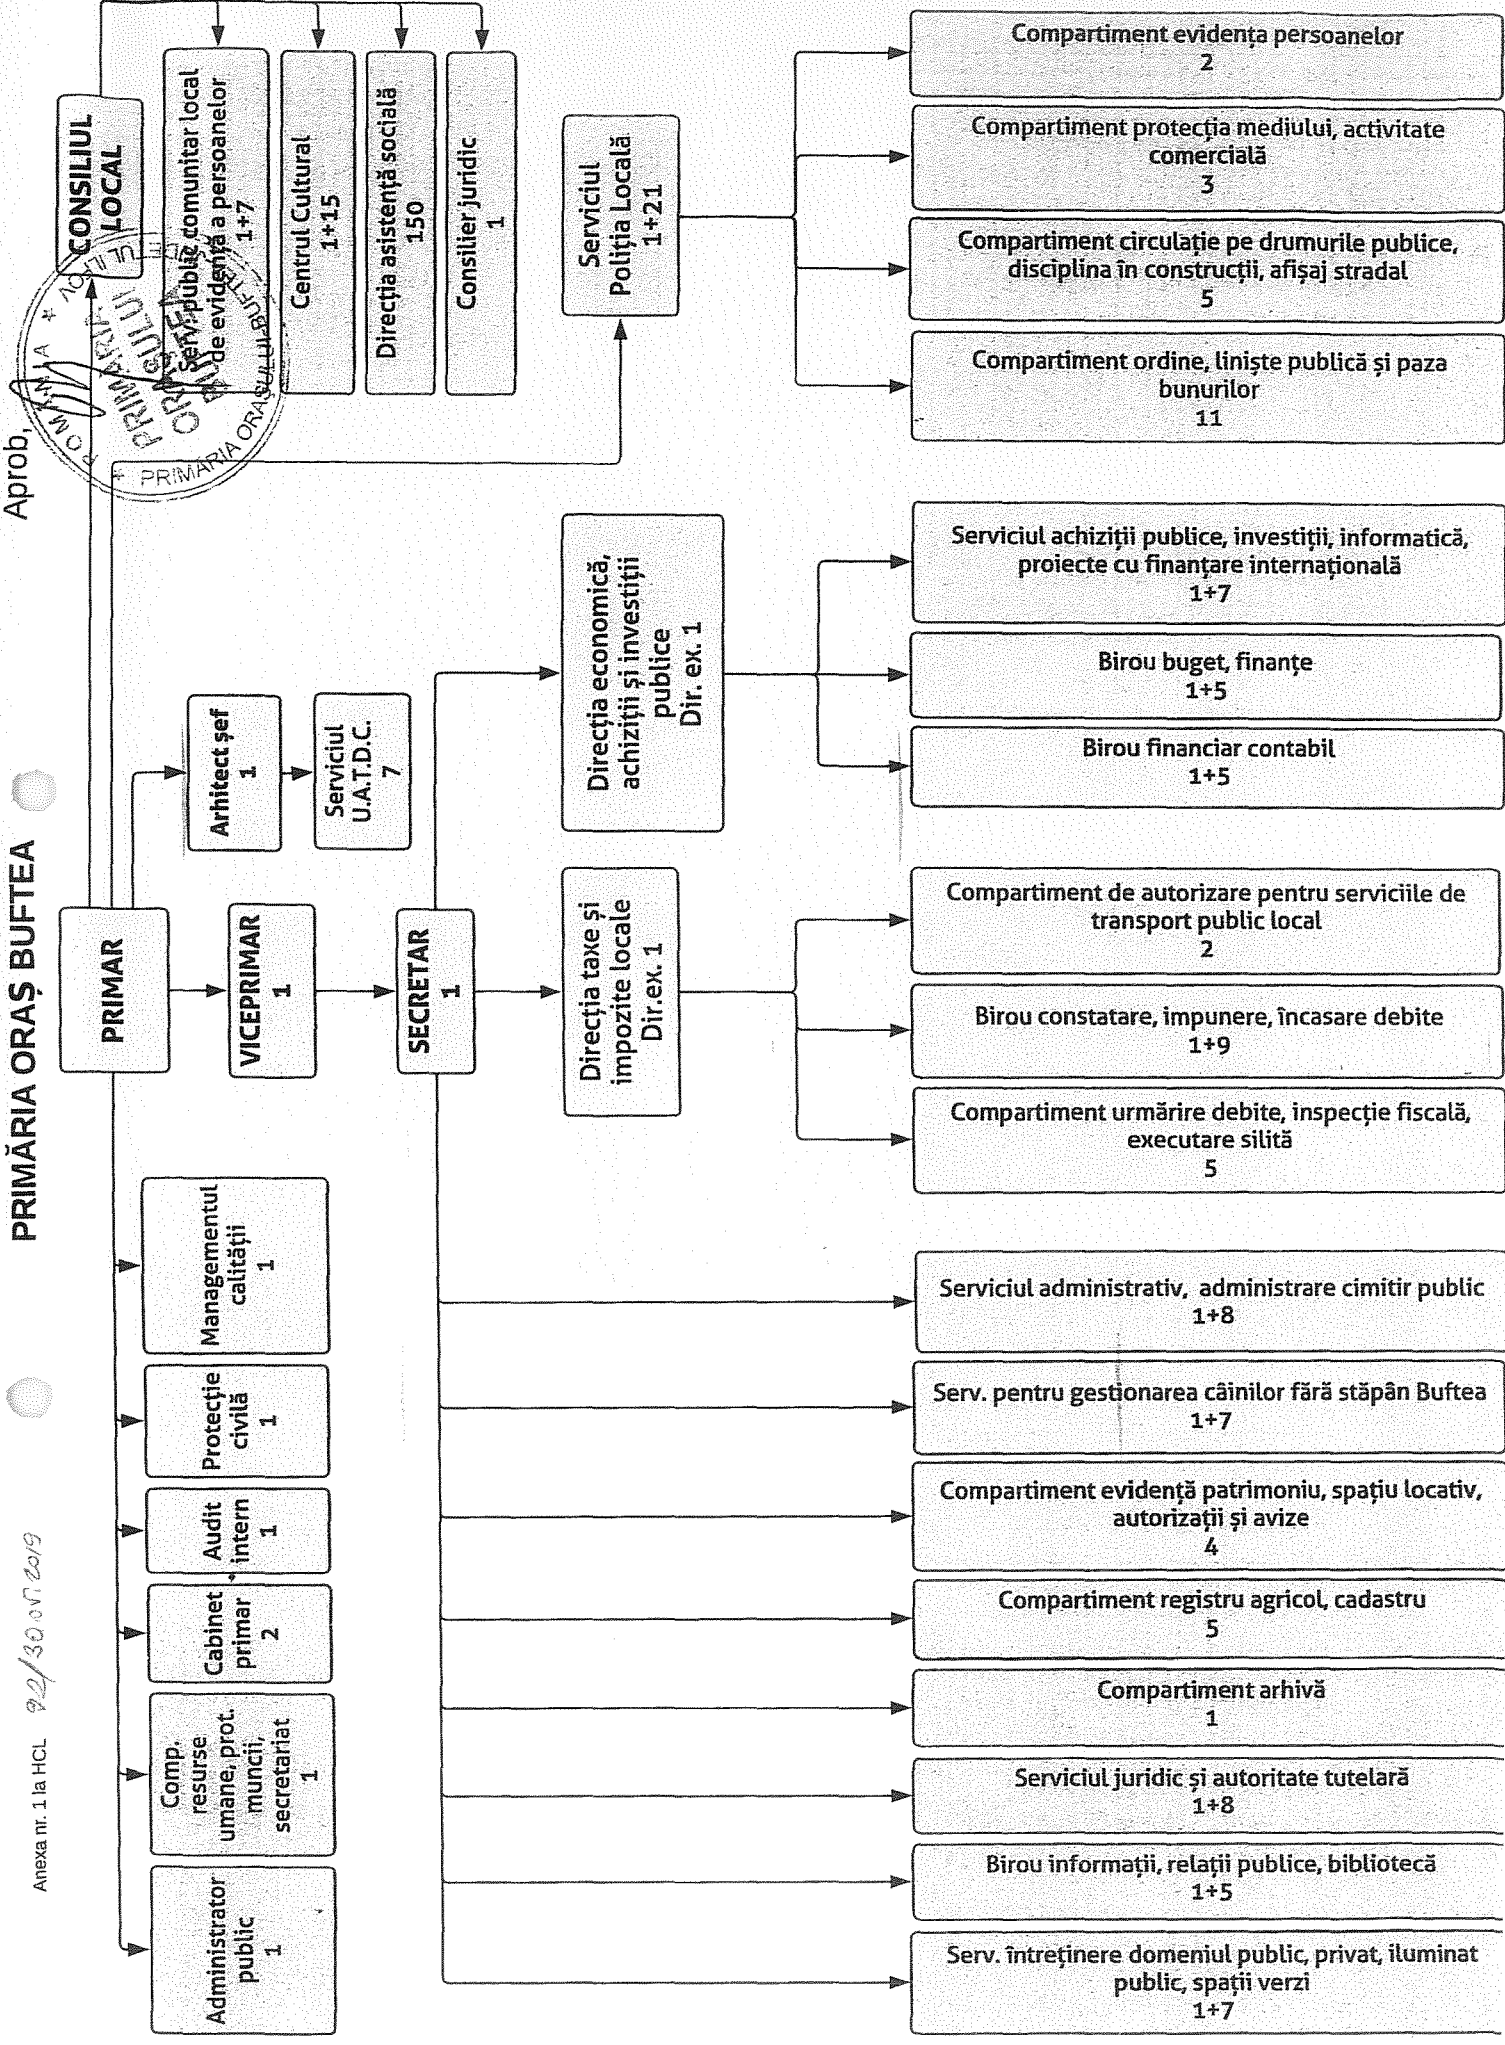 Anexa nr. 1 la HCL
PRIMĂRIA ORAȘ BUFTEA
Aprob,
ROMÂNIA
PRIMĂRIA ORAȘULUI BUFTEA
PRIMĂRIA
ORAȘULUI
BUFTEA
PRIMAR
CONSILIUL
LOCAL
Serv. public comunitar local
de evidență a persoanelor
1+7
Centrul Cultural
1+15
Direcția asistență socială
150
Consilier juridic
1
Administrator
public
1
Comp.
resurse
umane, prot.
muncii,
secretariat
1
Cabinet
primar
2
Audit
intern
1
Protecție
civilă
1
Managementul
calității
1
VICEPRIMAR
1
Arhitect șef
1
Serviciul
U.A.T.D.C.
7
SECRETAR
1
Direcția taxe și
impozite locale
Dir.ex. 1
Direcția economică,
achiziții și investiții
publice
Dir. ex. 1
Serviciul
Poliția Locală
1+21
Compartiment evidența persoanelor
2
Compartiment protecția mediului, activitate
comercială
3
Compartiment circulație pe drumurile publice,
disciplina în construcții, afișaj stradal
5
Compartiment ordine, liniște publică și paza
bunurilor
11
Serviciul achiziții publice, investiții, informatică,
proiecte cu finanțare internațională
1+7
Birou buget, finanțe
1+5
Birou financiar contabil
1+5
Compartiment de autorizare pentru serviciile de
transport public local
2
Birou constatare, impunere, încasare debite
1+9
Compartiment urmărire debite, inspecție fiscală,
executare silită
5
Serviciul administrativ, administrare cimitir public
1+8
Serv. pentru gestionarea câinilor fără stăpân Buftea
1+7
Compartiment evidență patrimoniu, spațiu locativ,
autorizații și avize
4
Compartiment registru agricol, cadastru
5
Compartiment arhivă
1
Serviciul juridic și autoritate tutelară
1+8
Birou informații, relații publice, bibliotecă
1+5
Serv. întreținere domeniul public, privat, iluminat
public, spații verzi
1+7